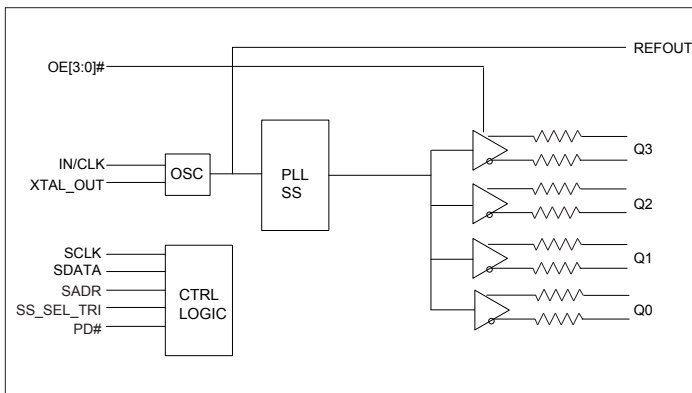 REFOUT
OE[3:0]#
Q3
IN/CLK
OSC
PLL
SS
XTAL_OUT
Q2
SCLK
SDATA
SADR
SS_SEL_TRI
PD#
CTRL
LOGIC
Q1
Q0